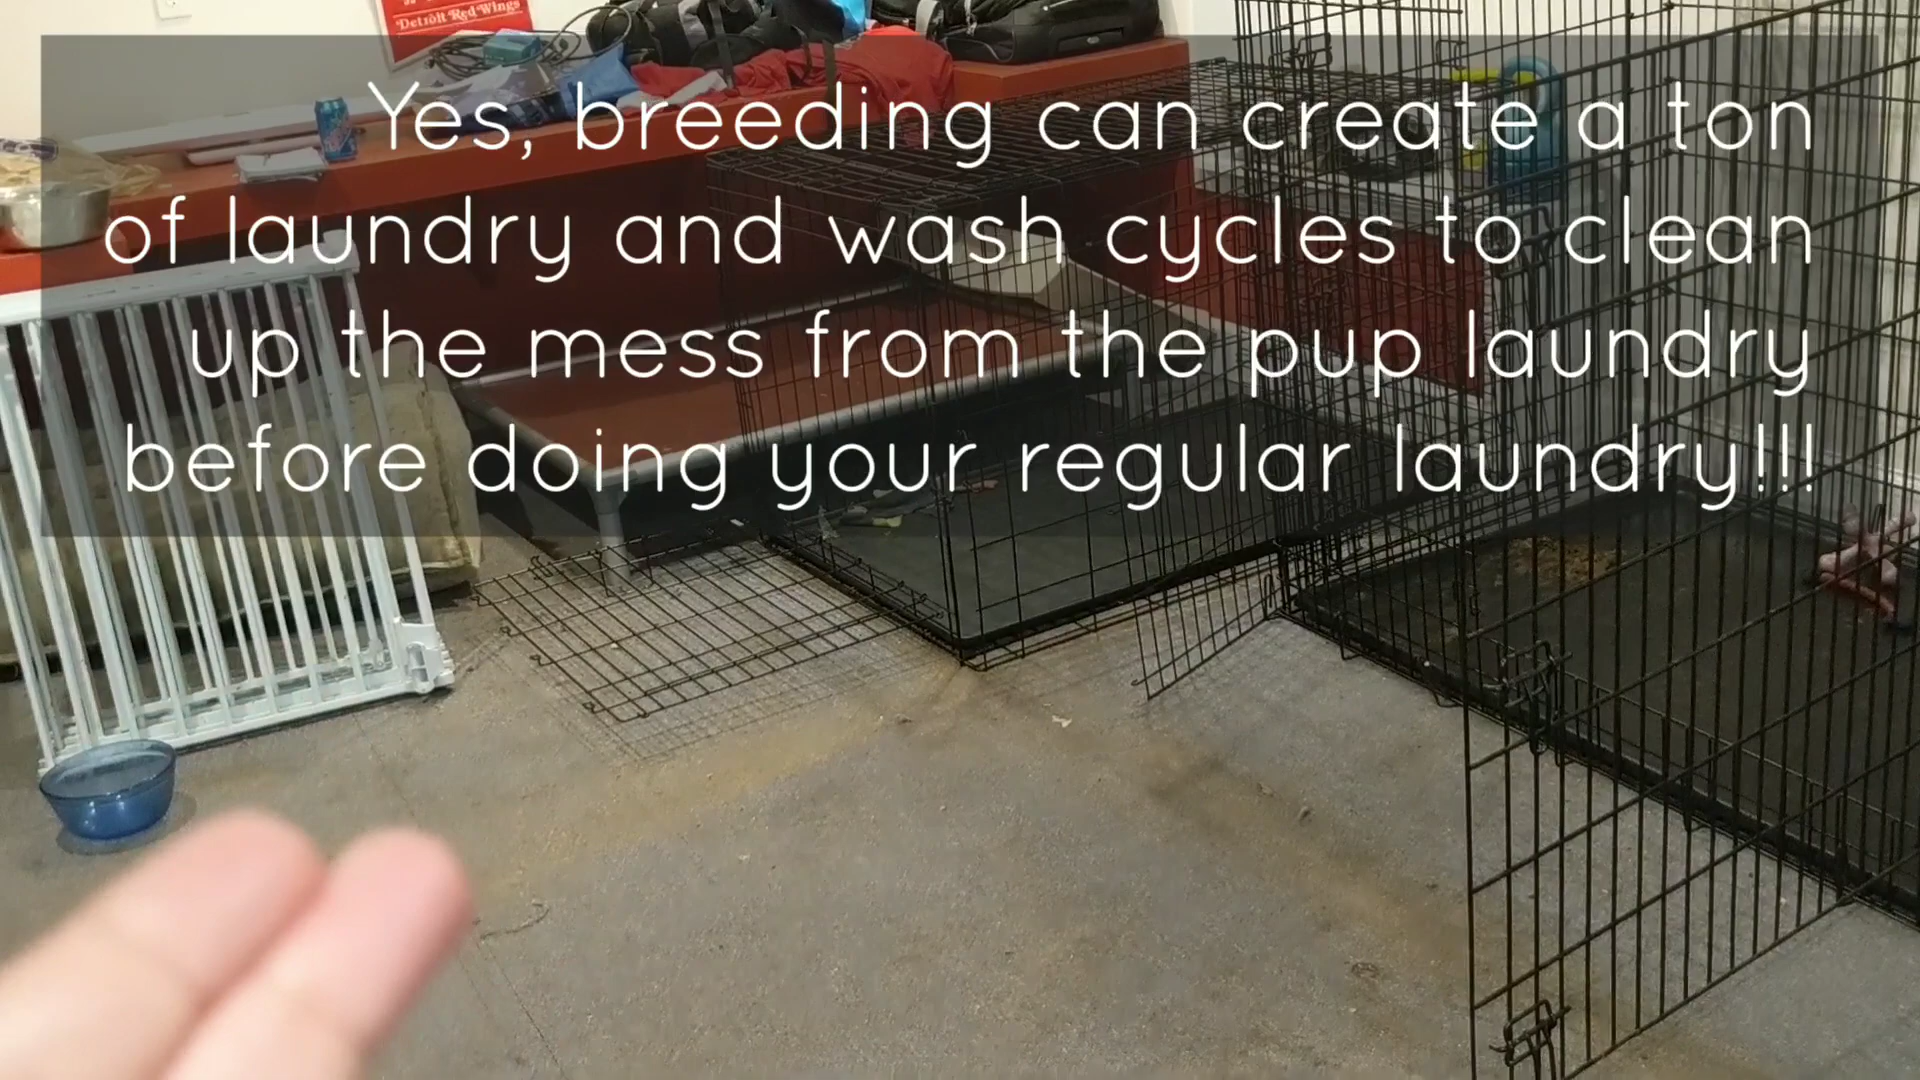 Detroit Red Wings
Yes, breeding can create a ton
of laundry and wash cycles to clean
up the mess from the pup laundry
before doing your regular laundry!!!